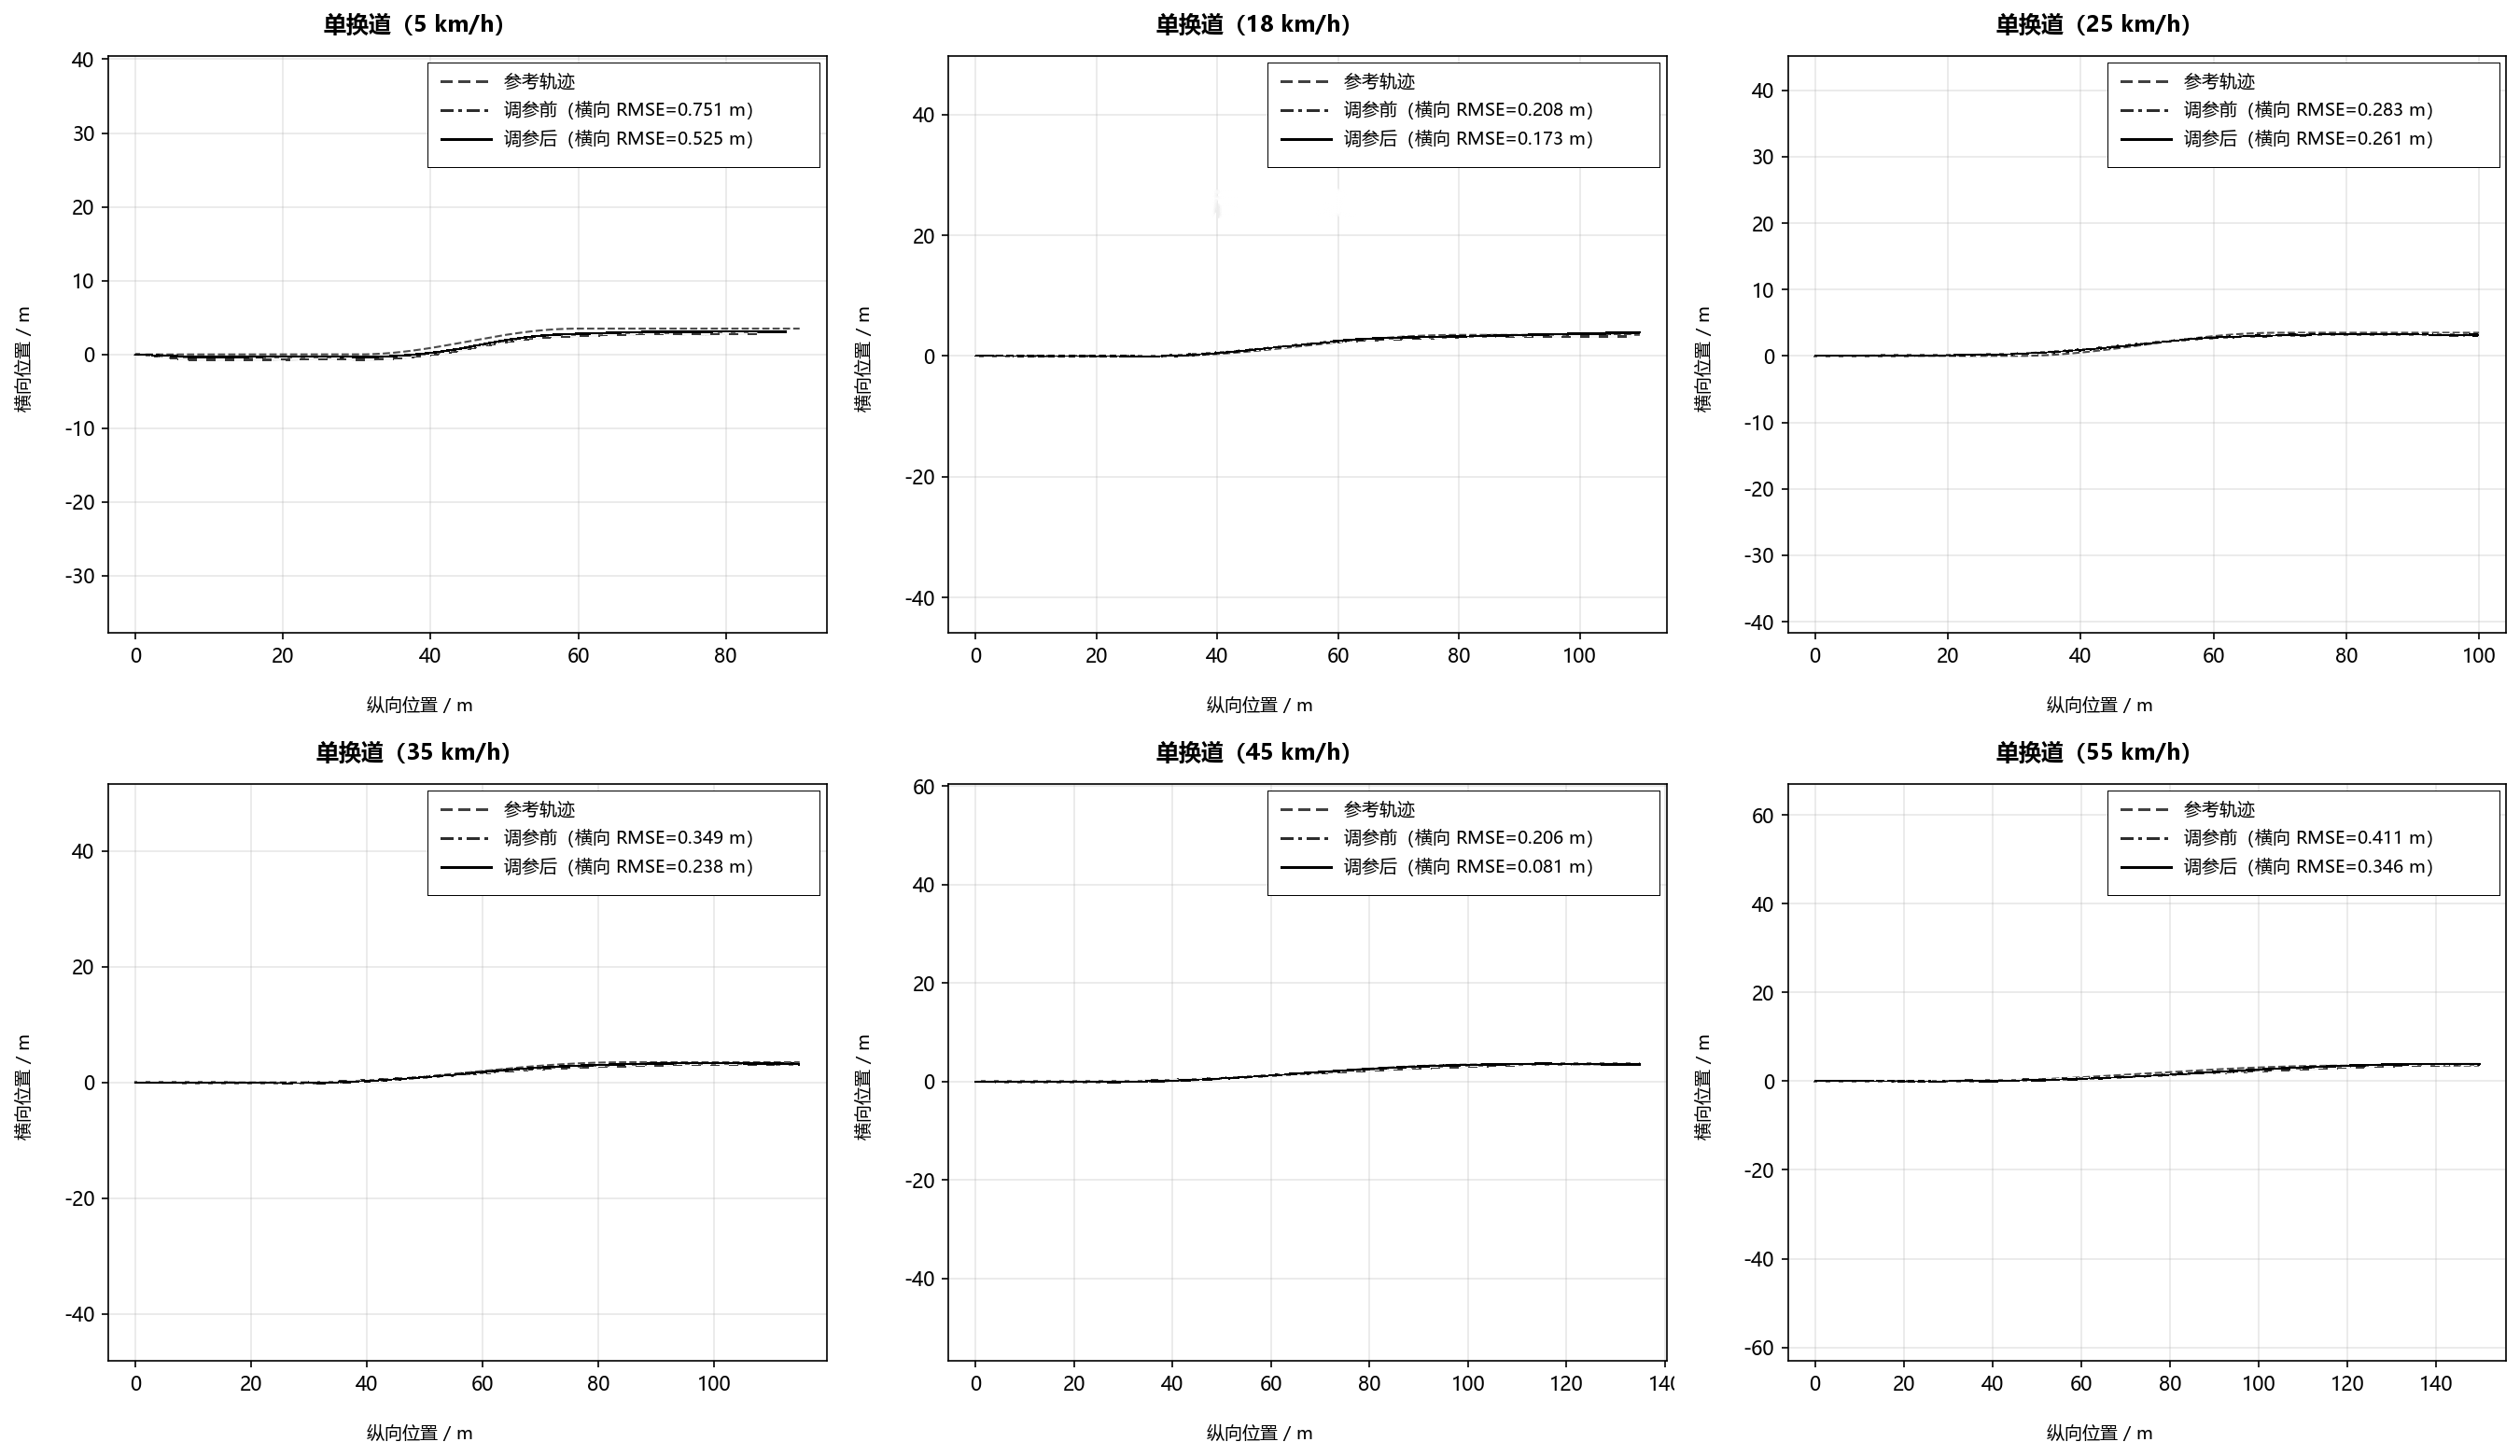 单换道（5 km/h）
40
30
20
10
0
-10
-20
-30
0 20 40 60 80
横向位置 / m
纵向位置 / m
参考轨迹
调参前（横向 RMSE=0.751 m）
调参后（横向 RMSE=0.525 m）
单换道（18 km/h）
40
20
0
-20
-40
0 20 40 60 80 100
横向位置 / m
纵向位置 / m
参考轨迹
调参前（横向 RMSE=0.208 m）
调参后（横向 RMSE=0.173 m）
单换道（25 km/h）
40
30
20
10
0
-10
-20
-30
-40
0 20 40 60 80 100
横向位置 / m
纵向位置 / m
参考轨迹
调参前（横向 RMSE=0.283 m）
调参后（横向 RMSE=0.261 m）
单换道（35 km/h）
40
20
0
-20
-40
0 20 40 60 80 100
横向位置 / m
纵向位置 / m
参考轨迹
调参前（横向 RMSE=0.349 m）
调参后（横向 RMSE=0.238 m）
单换道（45 km/h）
60
40
20
0
-20
-40
0 20 40 60 80 100 120 140
横向位置 / m
纵向位置 / m
参考轨迹
调参前（横向 RMSE=0.206 m）
调参后（横向 RMSE=0.081 m）
单换道（55 km/h）
60
40
20
0
-20
-40
-60
0 20 40 60 80 100 120 140
横向位置 / m
纵向位置 / m
参考轨迹
调参前（横向 RMSE=0.411 m）
调参后（横向 RMSE=0.346 m）